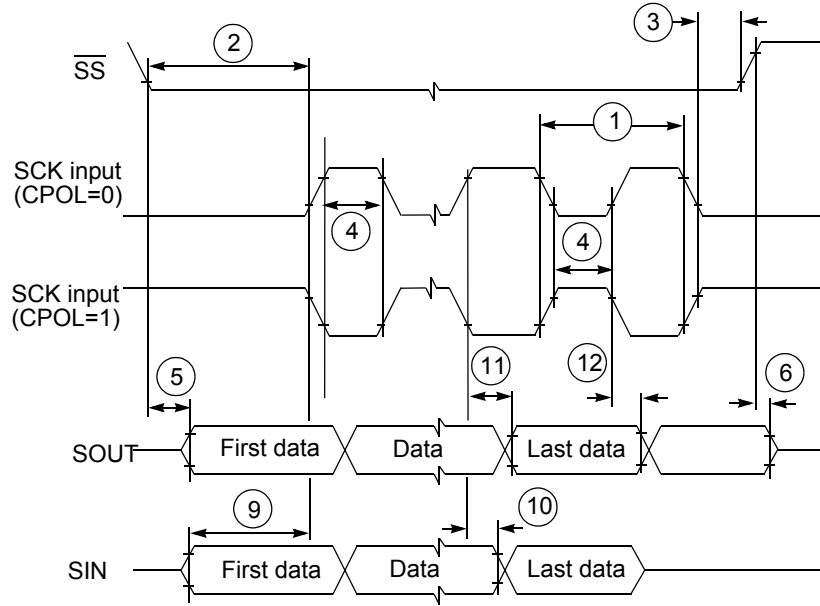 3
2
SS
1
SCK input
(CPOL=0)
4
4
SCK input
(CPOL=1)
5
11
12
6
SOUT
First data
Data
Last data
9
10
SIN
First data
Data
Last data